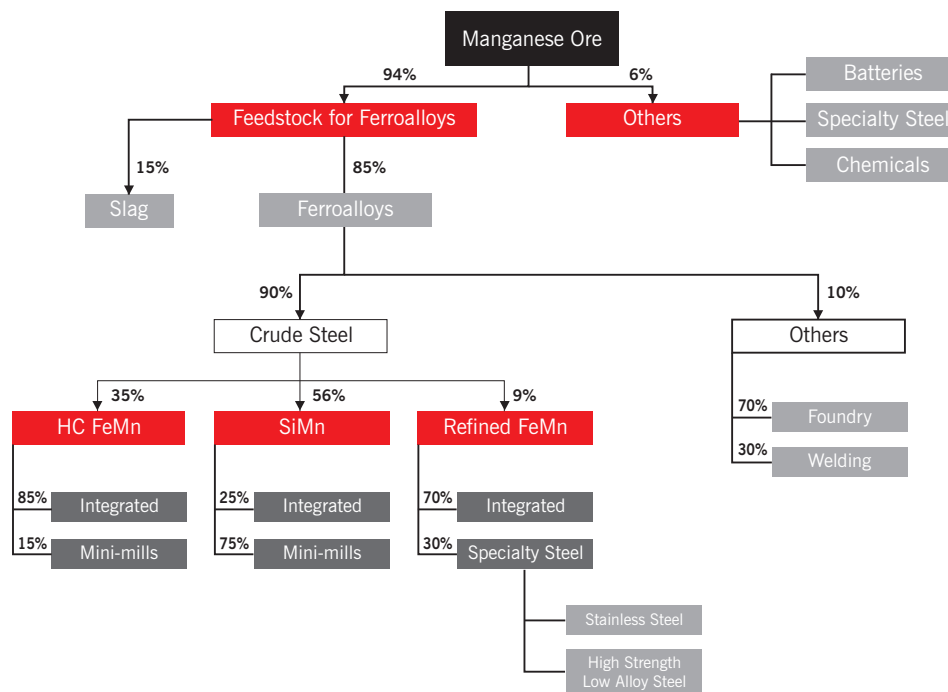 Manganese Ore
94%
6%
Batteries
Feedstock for Ferroalloys
Others
Specialty Steel
15%
85%
Chemicals
Slag
Ferroalloys
90%
10%
Crude Steel
Others
35%
56%
9%
HC FeMn
SiMn
Refined FeMn
70%
Foundry
30%
Welding
85%
Integrated
25%
Integrated
70%
Integrated
15%
Mini-mills
75%
Mini-mills
30%
Specialty Steel
Stainless Steel
High Strength
Low Alloy Steel